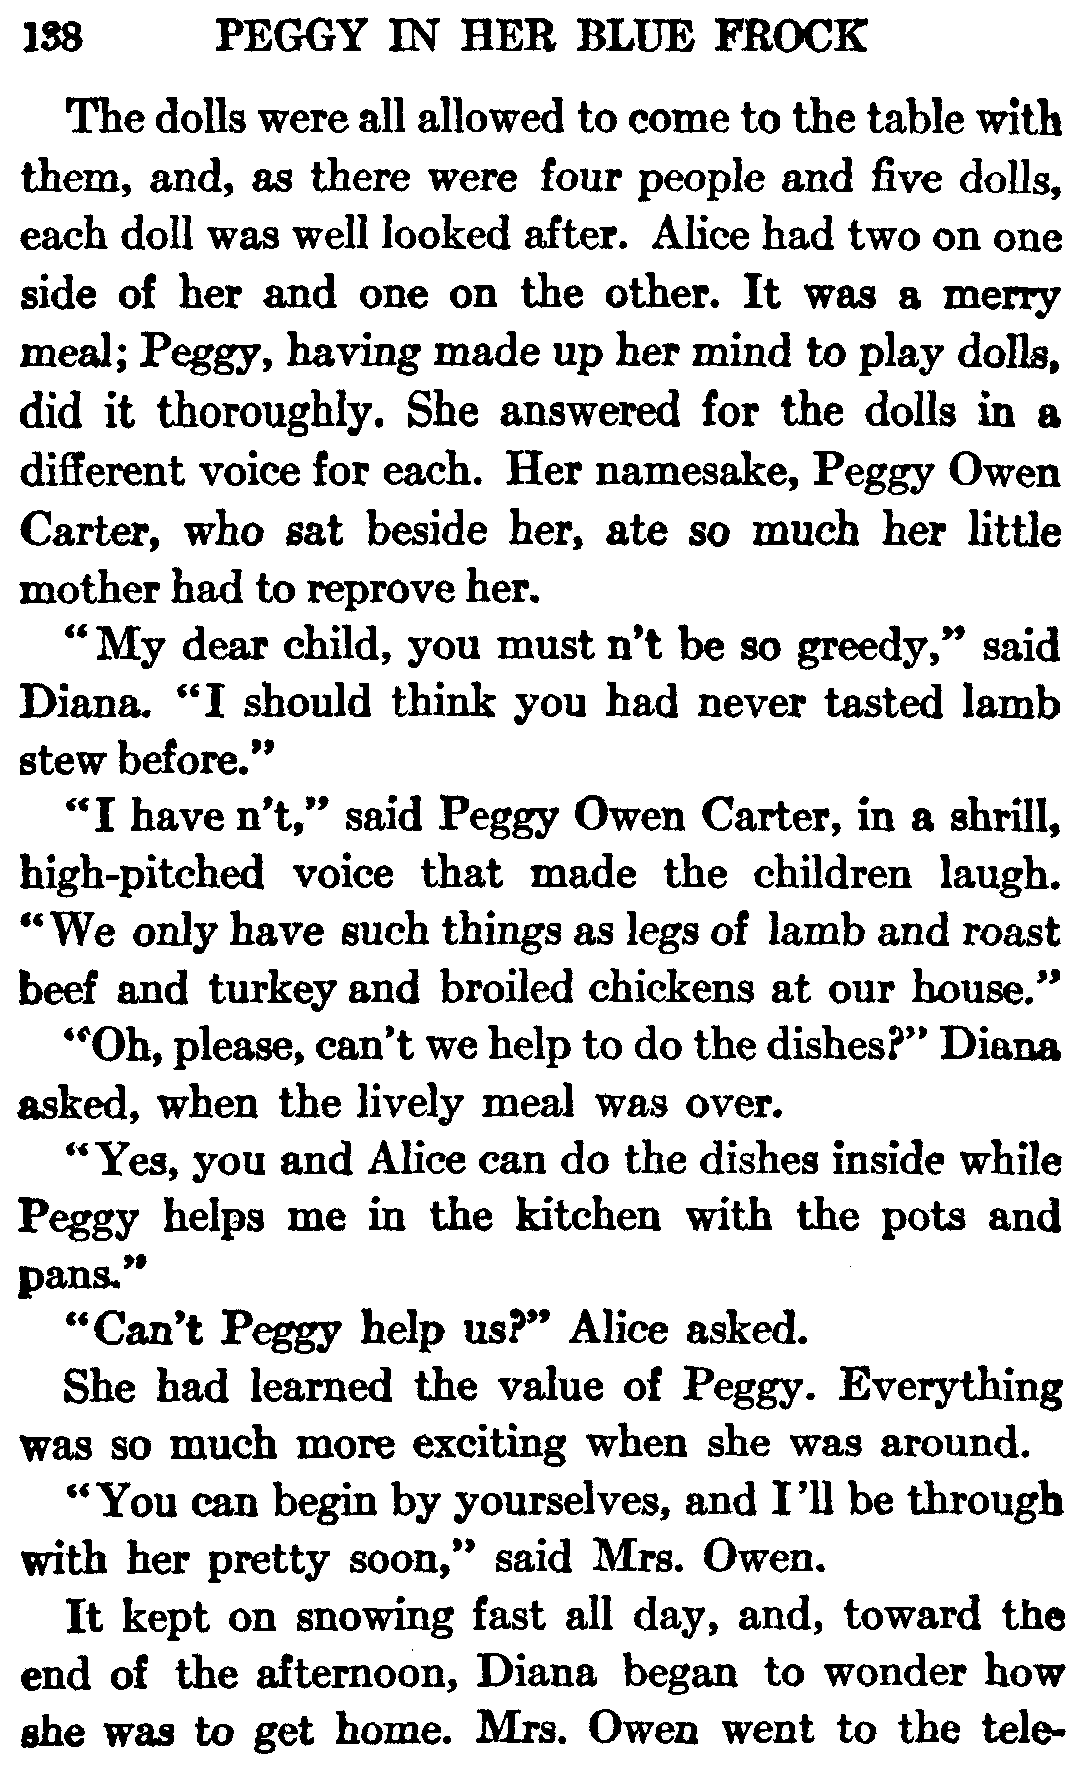 138 PEGGY IN HER BLUE FROCK
The dolls were all allowed to come to the table with
them, and, as there were four people and five dolls,
each doll was well looked after. Alice had two on one
side of her and one on the other. It was a merry
meal; Peggy, having made up her mind to play dolls,
did it thoroughly. She answered for the dolls in a
different voice for each. Her namesake, Peggy Owen
Carter, who sat beside her, ate so much her little
mother had to reprove her.
"My dear child, you must n't be so greedy," said
Diana. "I should think you had never tasted lamb
stew before."
"I have n't," said Peggy Owen Carter, in a shrill,
high-pitched voice that made the children laugh.
"We only have such things as legs of lamb and roast
beef and turkey and broiled chickens at our house."
"Oh, please, can't we help to do the dishes?" Diana
asked, when the lively meal was over.
"Yes, you and Alice can do the dishes inside while
Peggy helps me in the kitchen with the pots and
pans."
"Can't Peggy help us?" Alice asked.
She had learned the value of Peggy. Everything
was so much more exciting when she was around.
"You can begin by yourselves, and I 'll be through
with her pretty soon," said Mrs. Owen.
It kept on snowing fast all day, and, toward the
end of the afternoon, Diana began to wonder how
she was to get home. Mrs. Owen went to the tele-